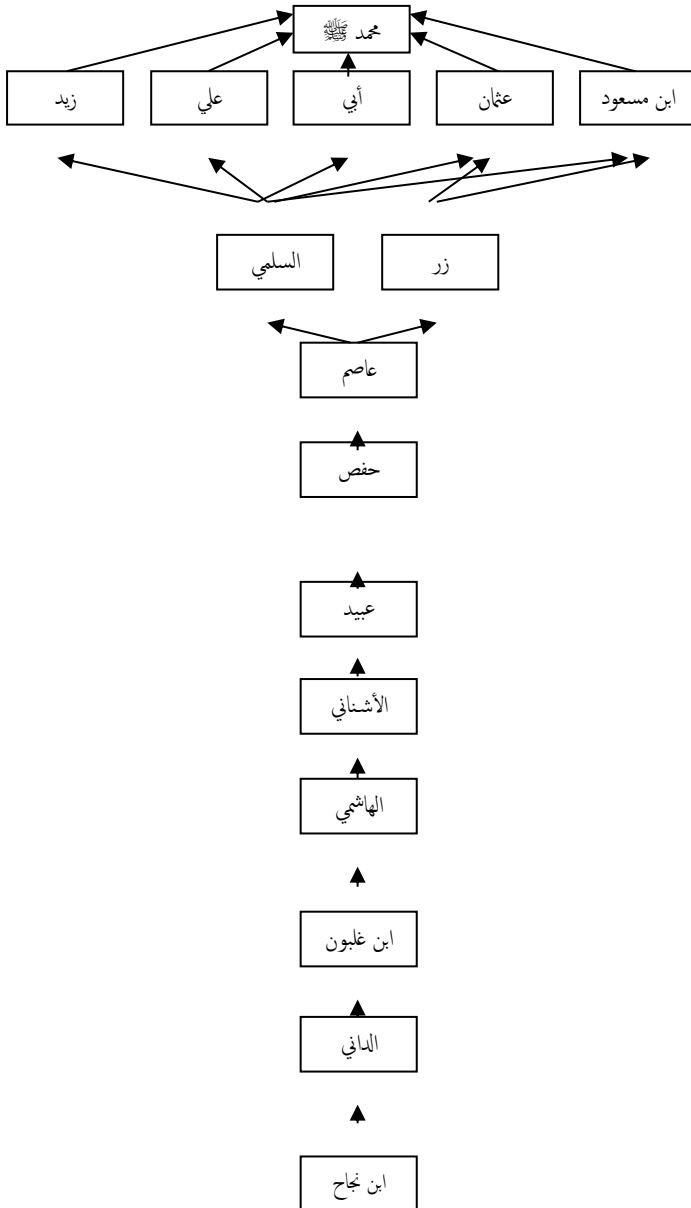 محمد ﷺ
ابن مسعود عثمان أبي علي زيد
زر السلمي
عاصم
حفص
عبيد
الأشناني
الهاشمي
ابن غلبون
الداني
ابن نجاح